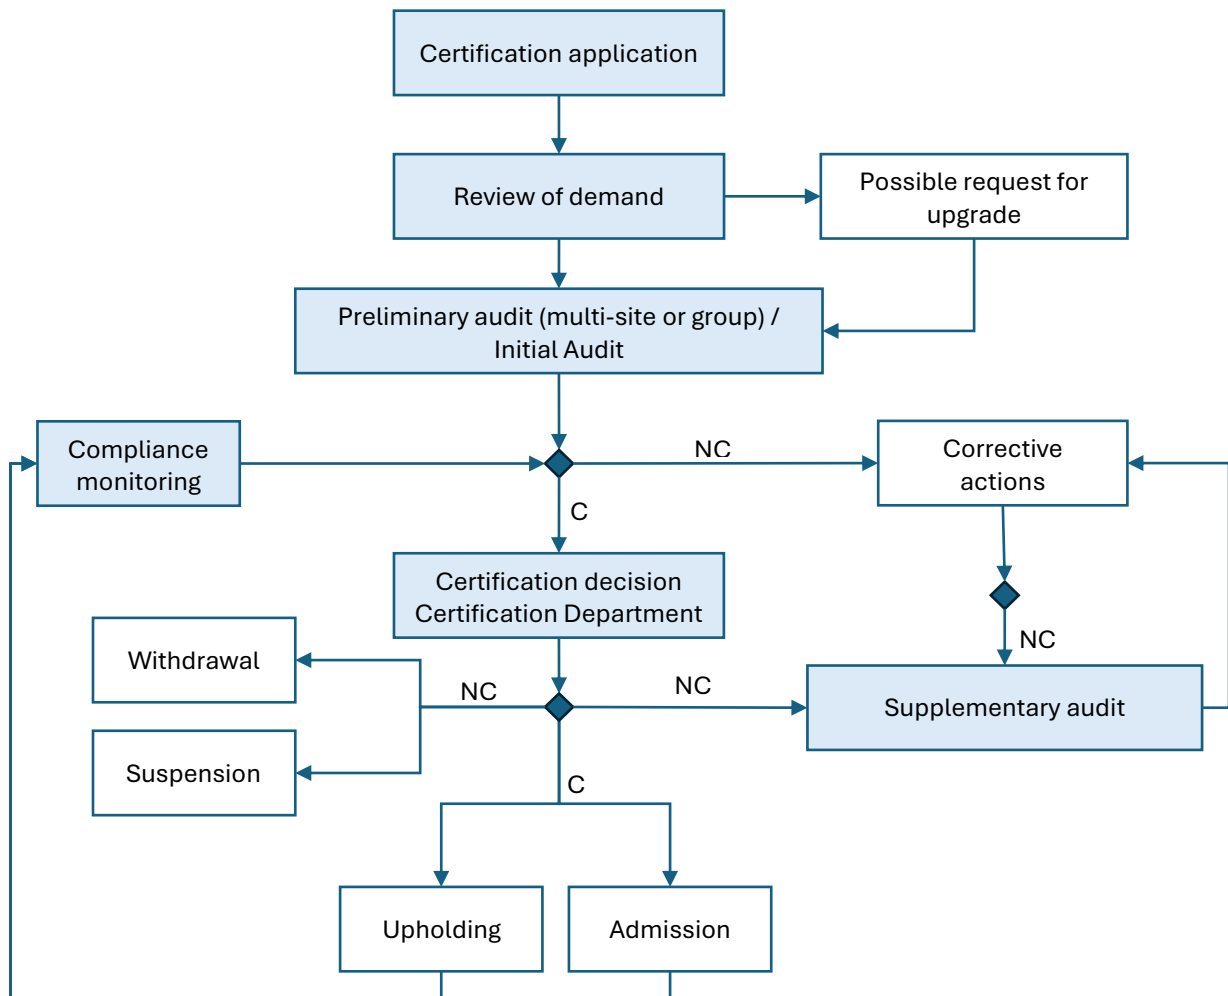 Certification application
Review of demand
Possible request for
upgrade
Preliminary audit (multi-site or group) /
Initial Audit
Compliance
monitoring
NC
Corrective
actions
C
Certification decision
Certification Department
NC
Withdrawal
NC
NC
Supplementary audit
Suspension
C
Upholding
Admission